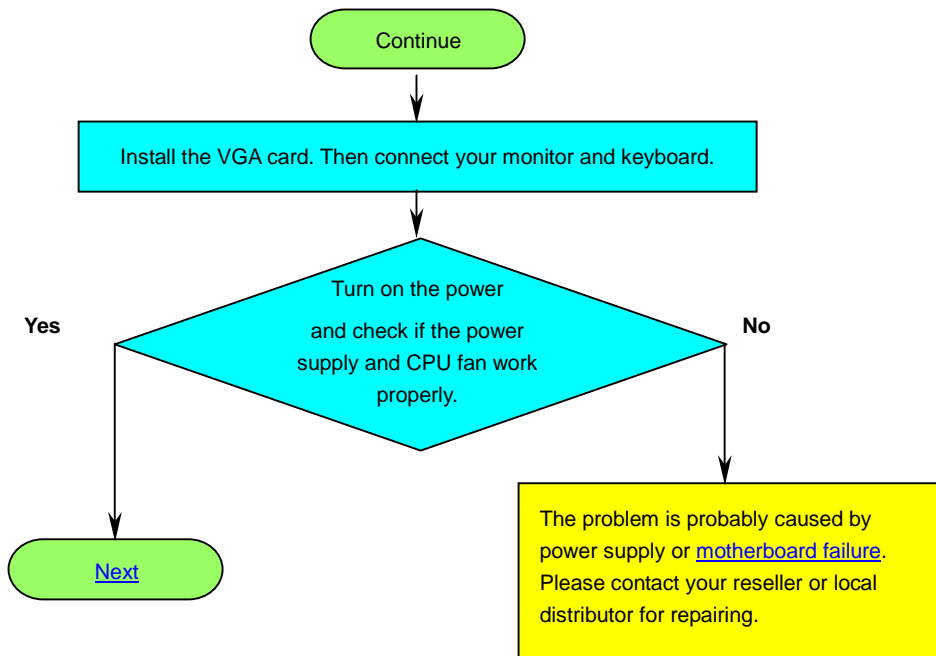 Continue
Install the VGA card. Then connect your monitor and keyboard.
Turn on the power
and check if the power
supply and CPU fan work
properly.
Yes
No
Next
The problem is probably caused by
power supply or motherboard failure.
Please contact your reseller or local
distributor for repairing.